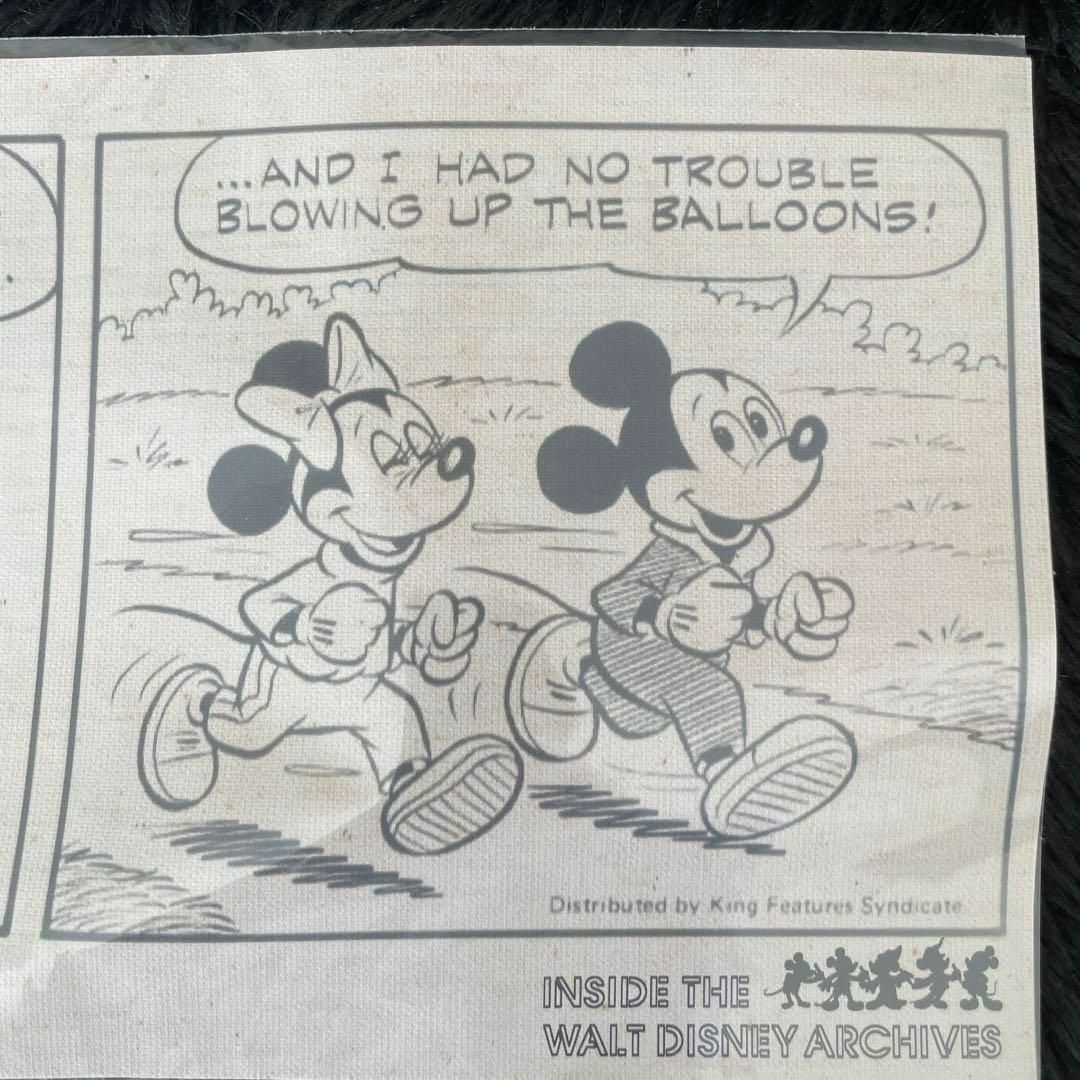 ...AND I HAD NO TROUBLE
BLOWING UP THE BALLOONS!
Distributed by King Features Syndicate
INSIDE THE
WALT DISNEY ARCHIVES